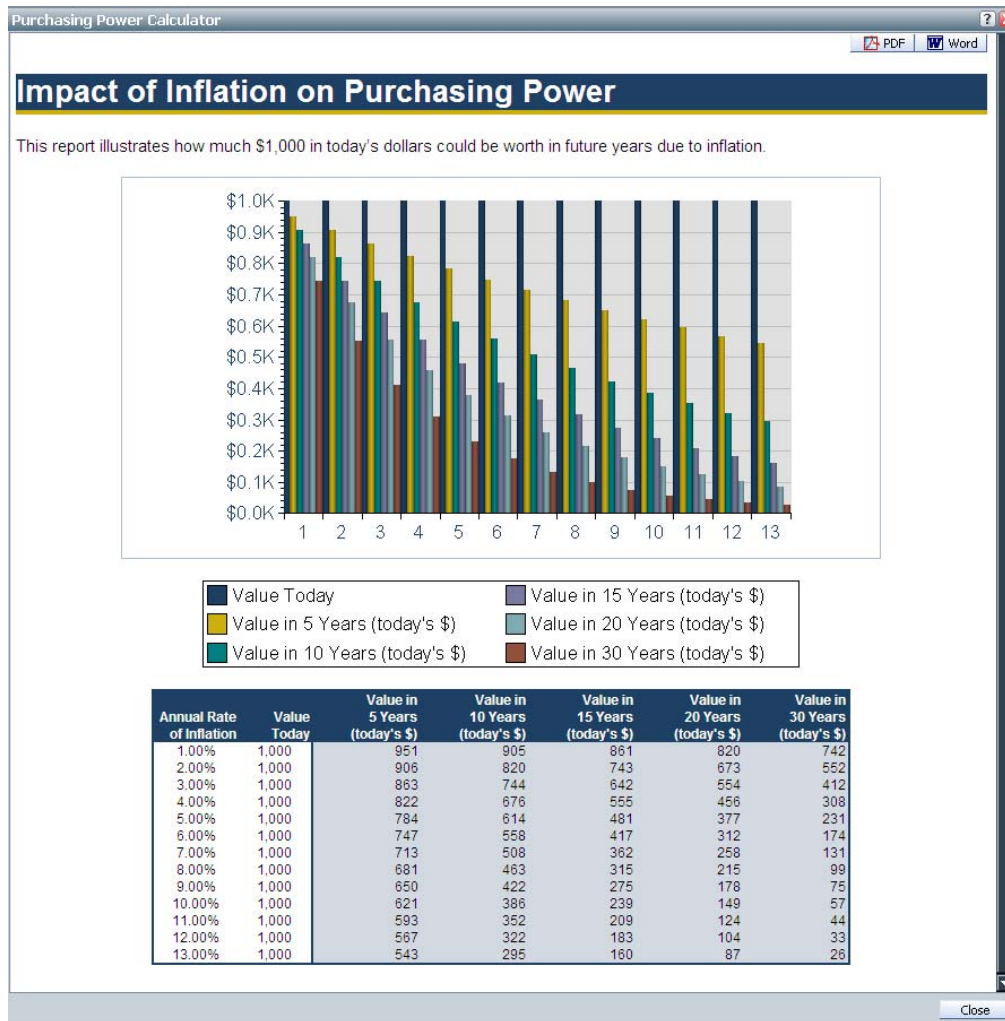 Purchasing Power Calculator
?
PDF
W Word
Impact of Inflation on Purchasing Power
This report illustrates how much $1,000 in today's dollars could be worth in future years due to inflation.
$1.0K
$0.9K
$0.8K
$0.7K
$0.6K
$0.5K
$0.4K
$0.3K
$0.2K
$0.1K
$0.0K
1 2 3 4 5 6 7 8 9 10 11 12 13
Value Today Value in 15 Years (today's $)
Value in 5 Years (today's $) Value in 20 Years (today's $)
Value in 10 Years (today's $) Value in 30 Years (today's $)
Value in Value in Value in Value in Value in
Annual Rate Value 5 Years 10 Years 15 Years 20 Years 30 Years
of Inflation Today (today's $) (today's $) (today's $) (today's $) (today's $)
1.00% 1,000 951 905 861 820 742
2.00% 1,000 906 820 743 673 552
3.00% 1,000 863 744 642 554 412
4.00% 1,000 822 676 555 456 308
5.00% 1,000 784 614 481 377 231
6.00% 1,000 747 558 417 312 174
7.00% 1,000 713 508 362 258 131
8.00% 1,000 681 463 315 215 99
9.00% 1,000 650 422 275 178 75
10.00% 1,000 621 386 239 149 57
11.00% 1,000 593 352 209 124 44
12.00% 1,000 567 322 183 104 33
13.00% 1,000 543 295 160 87 26
Close